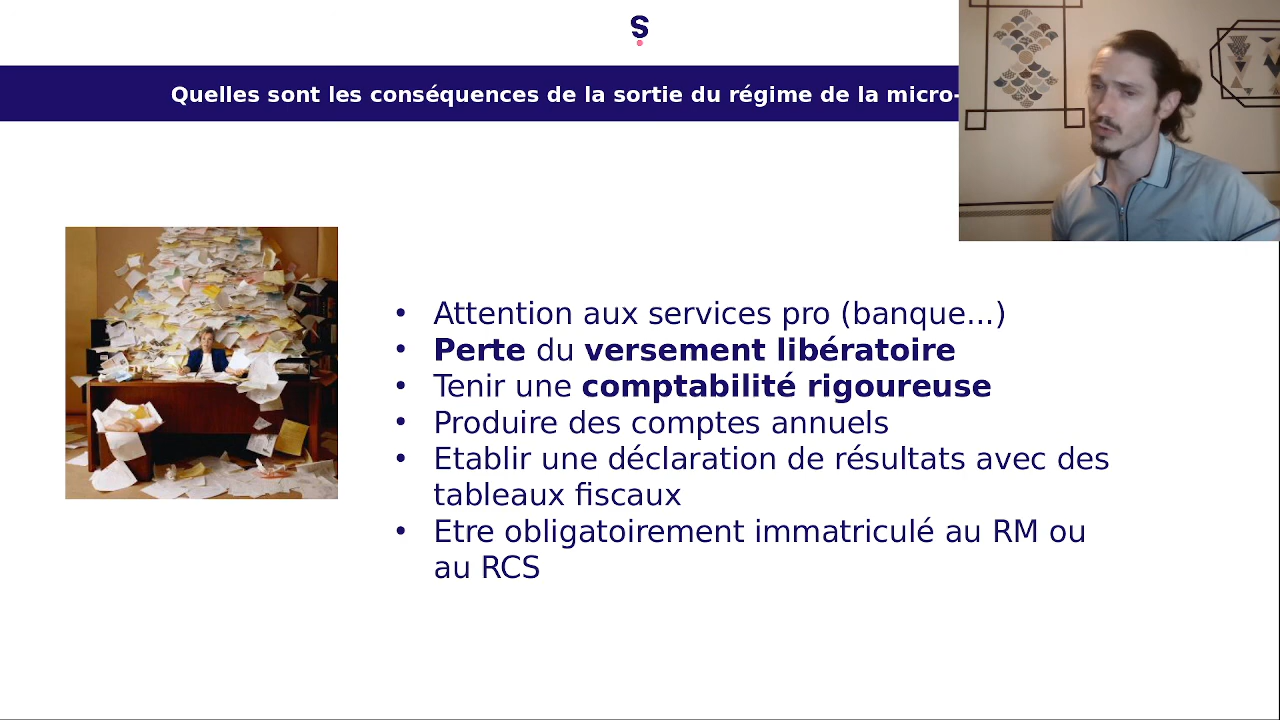 S
Quelles sont les conséquences de la sortie du régime de la micro-
• Attention aux services pro (banque...)
• Perte du versement libératoire
• Tenir une comptabilité rigoureuse
• Produire des comptes annuels
• Etablir une déclaration de résultats avec des
tableaux fiscaux
• Etre obligatoirement immatriculé au RM ou
au RCS